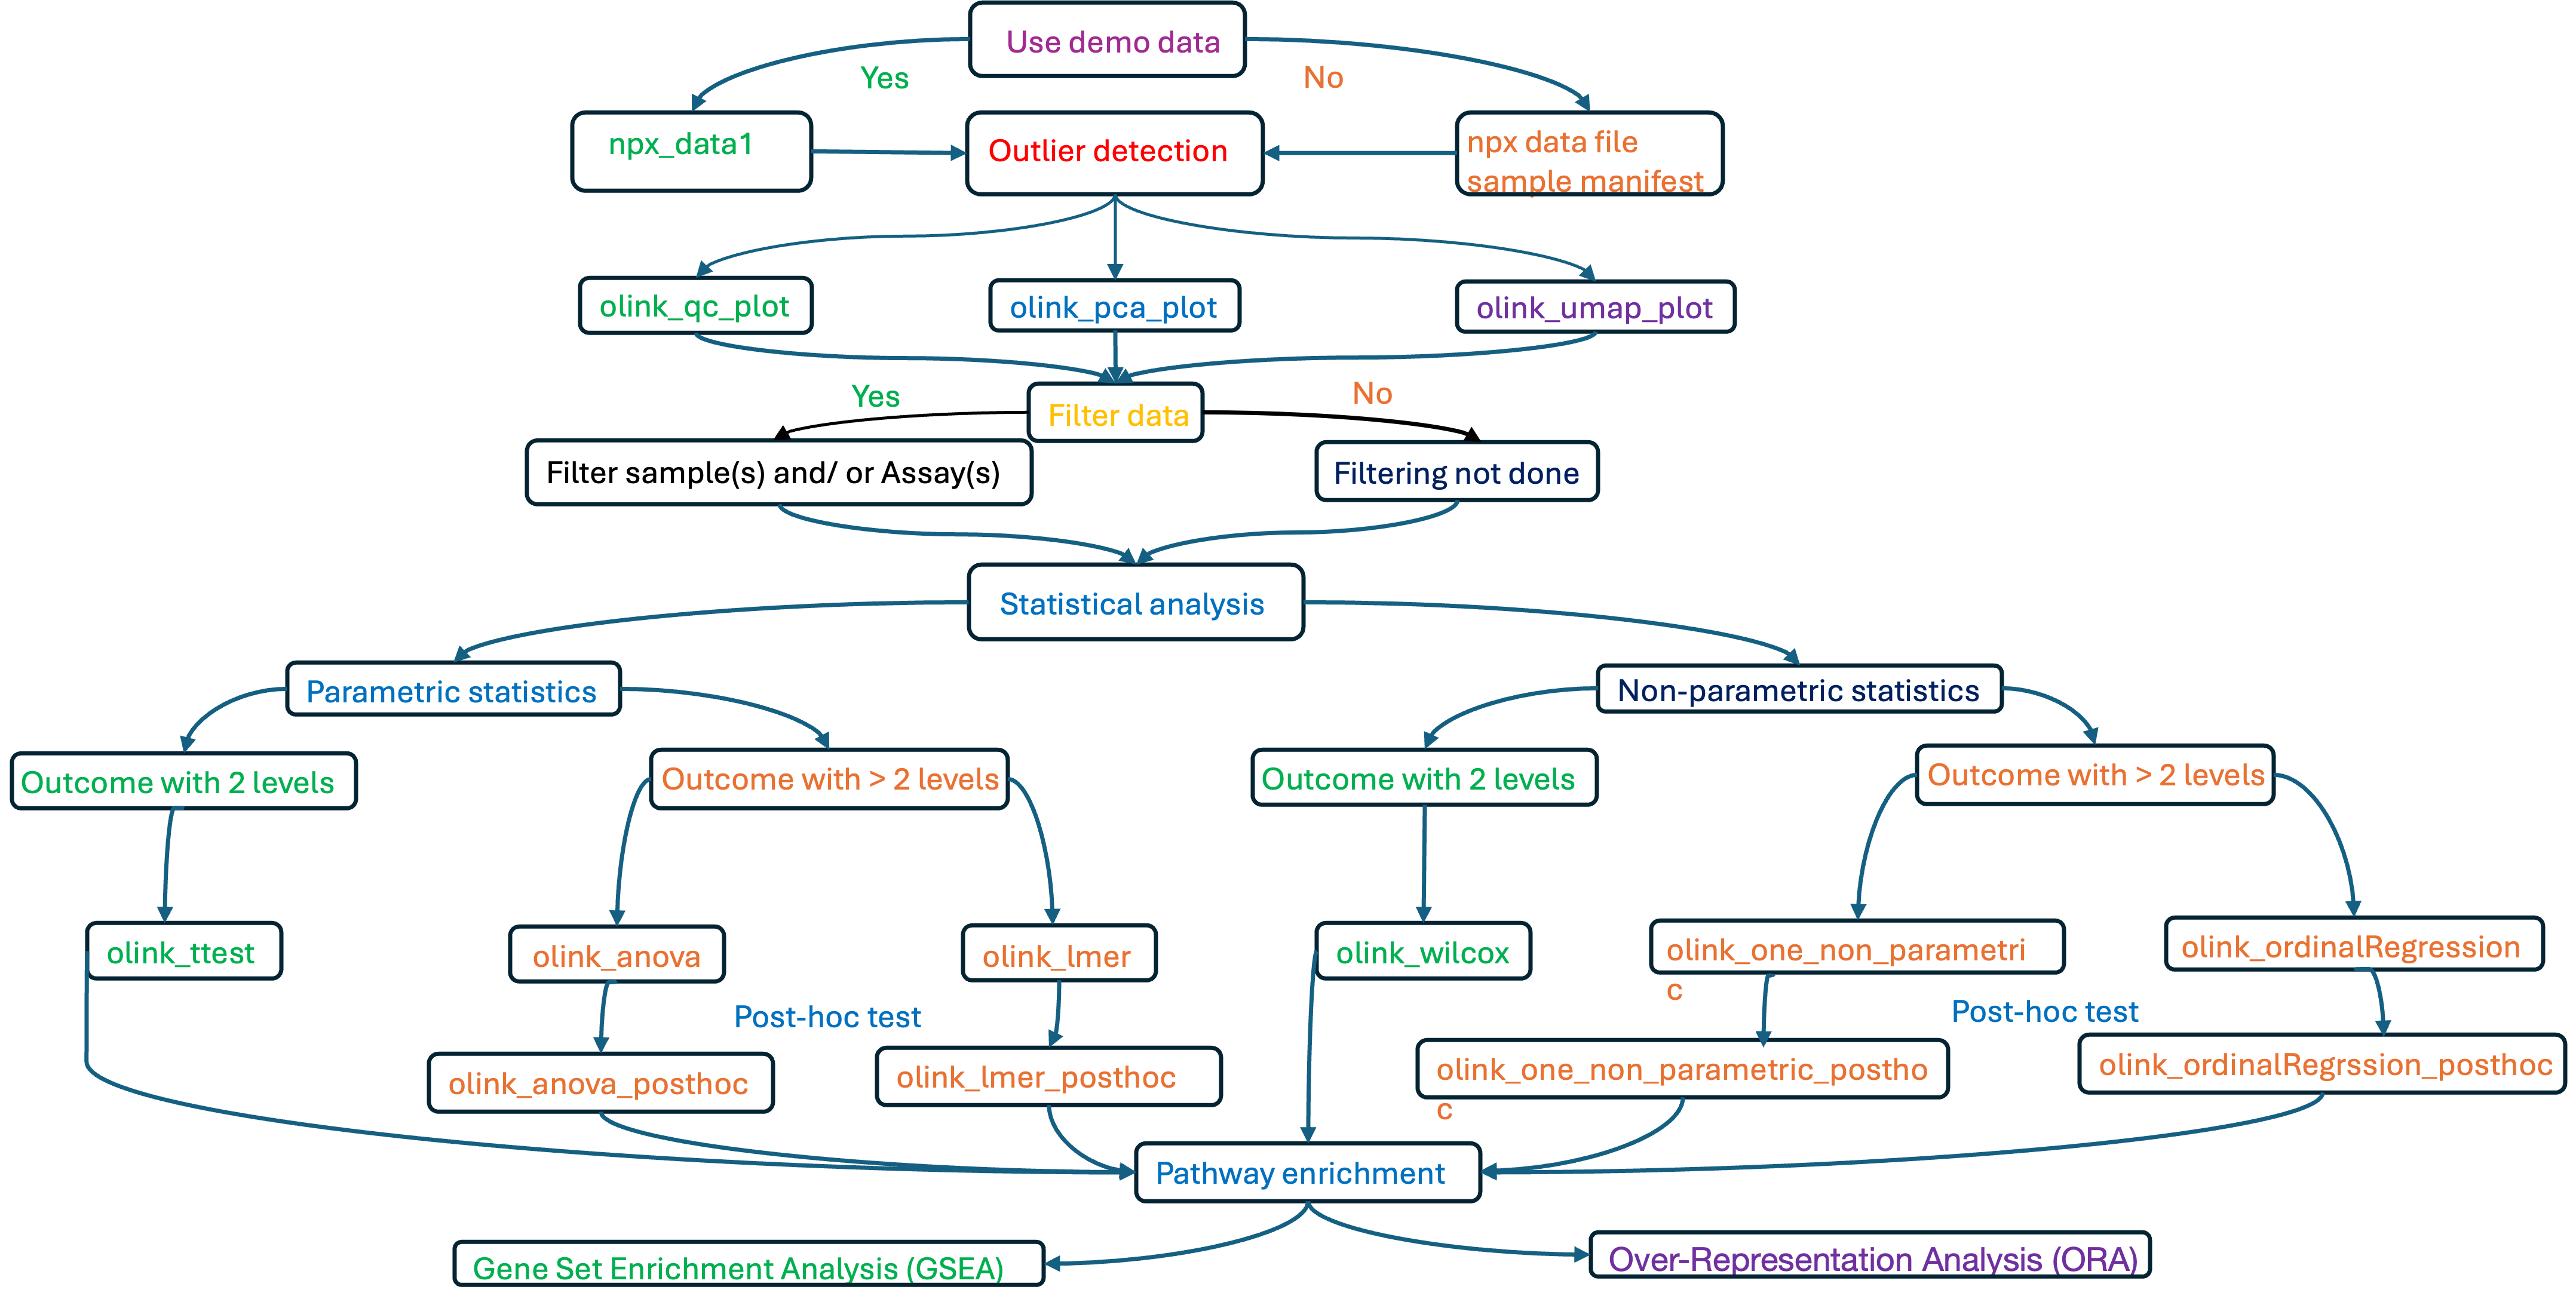 Use demo data
Yes
No
npx_data1
Outlier detection
npx data file
sample manifest
olink_qc_plot
olink_pca_plot
olink_umap_plot
Yes
No
Filter data
Filter sample(s) and/ or Assay(s)
Filtering not done
Statistical analysis
Parametric statistics
Non-parametric statistics
Outcome with 2 levels
Outcome with > 2 levels
Outcome with 2 levels
Outcome with > 2 levels
olink_ttest
olink_anova
olink_lmer
olink_wilcox
olink_one_non_parametri
c
olink_ordinalRegression
Post-hoc test
Post-hoc test
olink_anova_posthoc
olink_lmer_posthoc
olink_one_non_parametric_postho
c
olink_ordinalRegrssion_posthoc
Pathway enrichment
Gene Set Enrichment Analysis (GSEA)
Over-Representation Analysis (ORA)